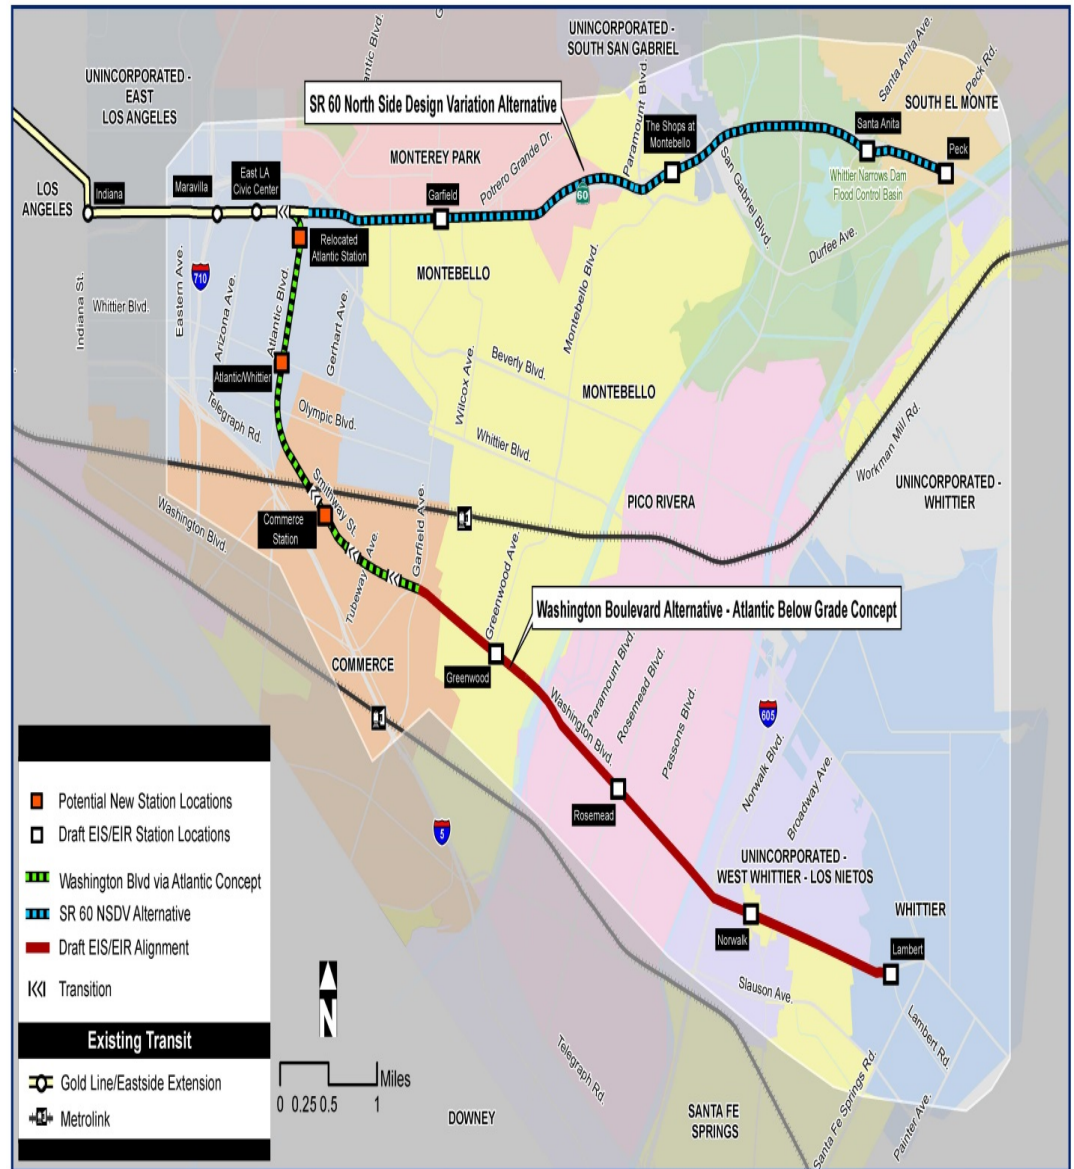 UNINCORPORATED -
SOUTH SAN GABRIEL
Atlantic Blvd.
Santa Anita Ave.
Peck Rd.
UNINCORPORATED -
EAST
LOS ANGELES
Paramount Blvd.
SR 60 North Side Design Variation Alternative
SOUTH EL MONTE
The Shops at
Montebello
Santa Anita
MONTEREY PARK
Potrero Grande Dr.
San Gabriel Blvd.
Peck
East LA
Civic Center
Maravilla
LOS
ANGELES
Indiana
Garfield
60
Whittier Narrows Dam
Flood Control Basin
Relocated
Atlantic Station
Durfee Ave.
MONTEBELLO
710
Indiana St.
Eastern Ave.
Arizona Ave.
Atlantic Blvd.
Gerhart Ave.
Montebello Blvd.
Whittier Blvd.
Beverly Blvd.
Wilcox Ave.
Atlantic/Whittier
MONTEBELLO
Telegraph Rd.
Olympic Blvd.
Whittier Blvd.
Workman Mill Rd.
UNINCORPORATED -
WHITTIER
PICO RIVERA
Smithway St.
Garfield Ave.
Washington Blvd.
Commerce
Station
Tubeway Ave.
Greenwood Ave.
Washington Boulevard Alternative - Atlantic Below Grade Concept
COMMERCE
Greenwood
Paramount Blvd.
Rosemead Blvd.
Passons Blvd.
Washington Blvd.
605
Norwalk Blvd.
Broadway Ave.
Rosemead
5
UNINCORPORATED -
WEST WHITTIER - LOS NIETOS
WHITTIER
Norwalk
Lambert
Slauson Ave.
Lambert Rd.
Telegraph Rd.
Santa Fe Springs Rd.
Painter Ave.
DOWNEY
SANTA FE
SPRINGS
Potential New Station Locations
Draft EIS/EIR Station Locations
Washington Blvd via Atlantic Concept
SR 60 NSDV Alternative
Draft EIS/EIR Alignment
Transition
Existing Transit
Gold Line/Eastside Extension
Metrolink
N
Miles
0 0.25 0.5 1